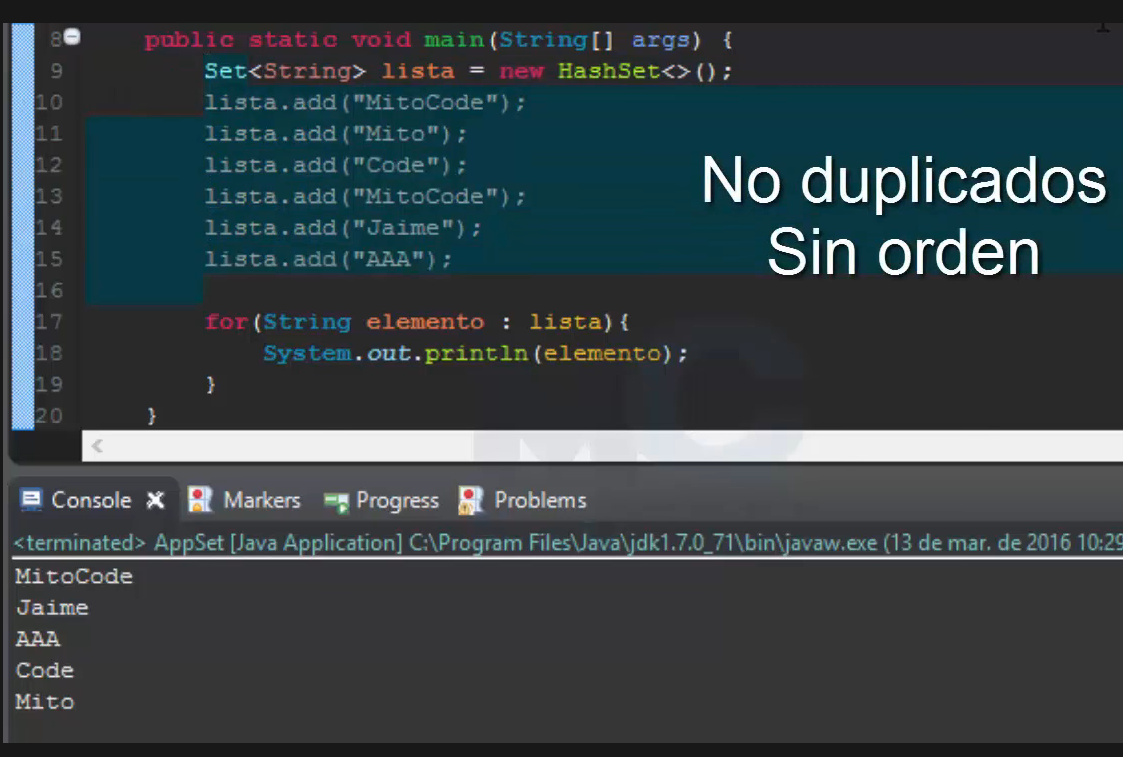 8 public static void main(String[] args) {
9 Set<String> lista = new HashSet<>();
10 lista.add("MitoCode");
11 lista.add("Mito");
12 lista.add("Code");
13 lista.add("MitoCode");
14 lista.add("Jaime");
15 lista.add("AAA");
16
17 for(String elemento : lista){
18 System.out.println(elemento);
19 }
20 }
No duplicados
Sin orden
Console Markers Progress Problems
<terminated> AppSet [Java Application] C:\Program Files\Java\jdk1.7.0_71\bin\javaw.exe (13 de mar. de 2016 10:29
MitoCode
Jaime
AAA
Code
Mito